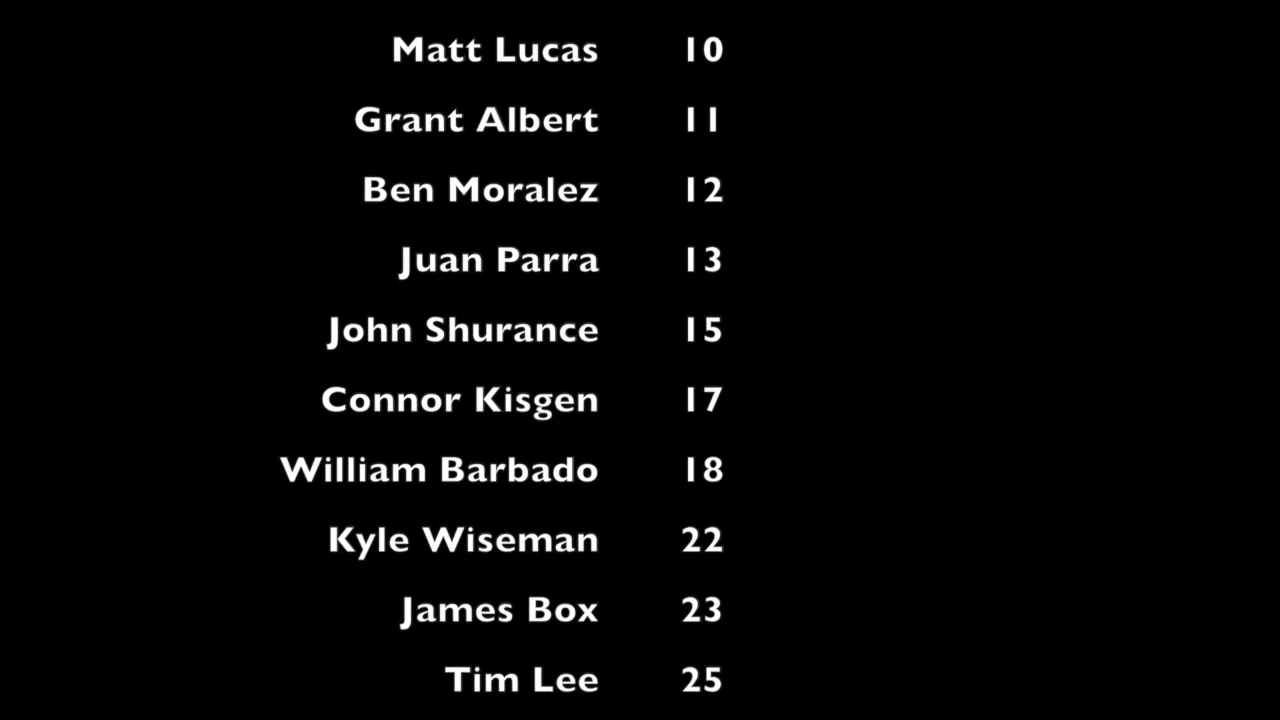 Matt Lucas 10
Grant Albert 11
Ben Moralez 12
Juan Parra 13
John Shurance 15
Connor Kisgen 17
William Barbado 18
Kyle Wiseman 22
James Box 23
Tim Lee 25